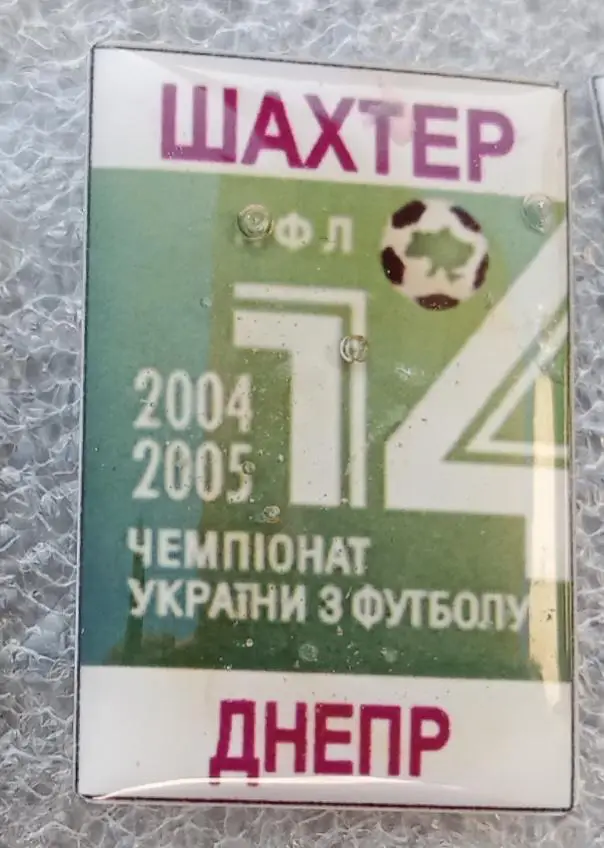 ШАХТЕР
ФЛ
14
2004
2005
ЧЕМПІОНАТ
УКРАЇНИ З ФУТБОЛУ
ДНЕПР